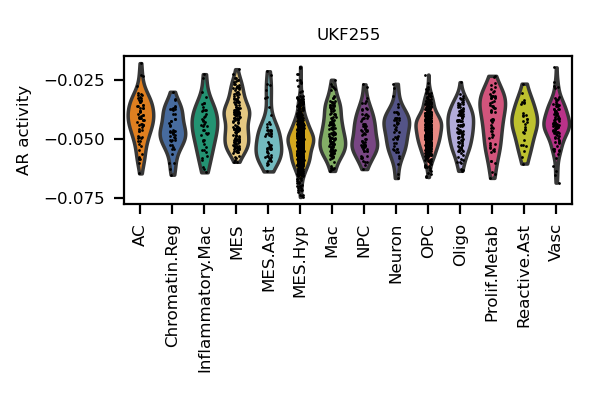 UKF255
AR activity
−0.025
−0.050
−0.075
AC
Chromatin.Reg
Inflammatory.Mac
MES
MES.Ast
MES.Hyp
Mac
NPC
Neuron
OPC
Oligo
Prolif.Metab
Reactive.Ast
Vasc